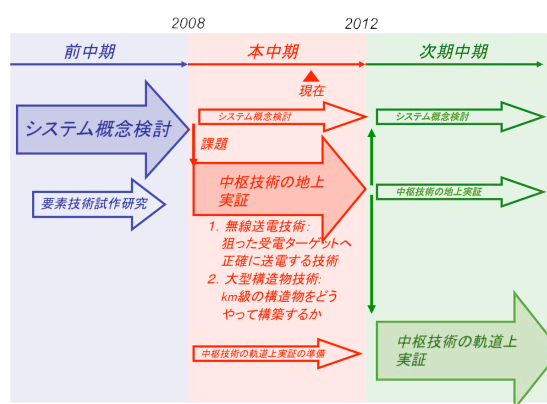 2008
2012
前中期
本中期
次期中期
現在
システム概念検討
要素技術試作研究
システム概念検討
課題
中枢技術の地上
実証
1. 無線送電技術:
狙った受電ターゲットへ
正確に送電する技術
2. 大型構造物技術:
km級の構造物をどう
やって構築するか
中枢技術の軌道上実証の準備
システム概念検討
中枢技術の地上実証
中枢技術の軌道上
実証